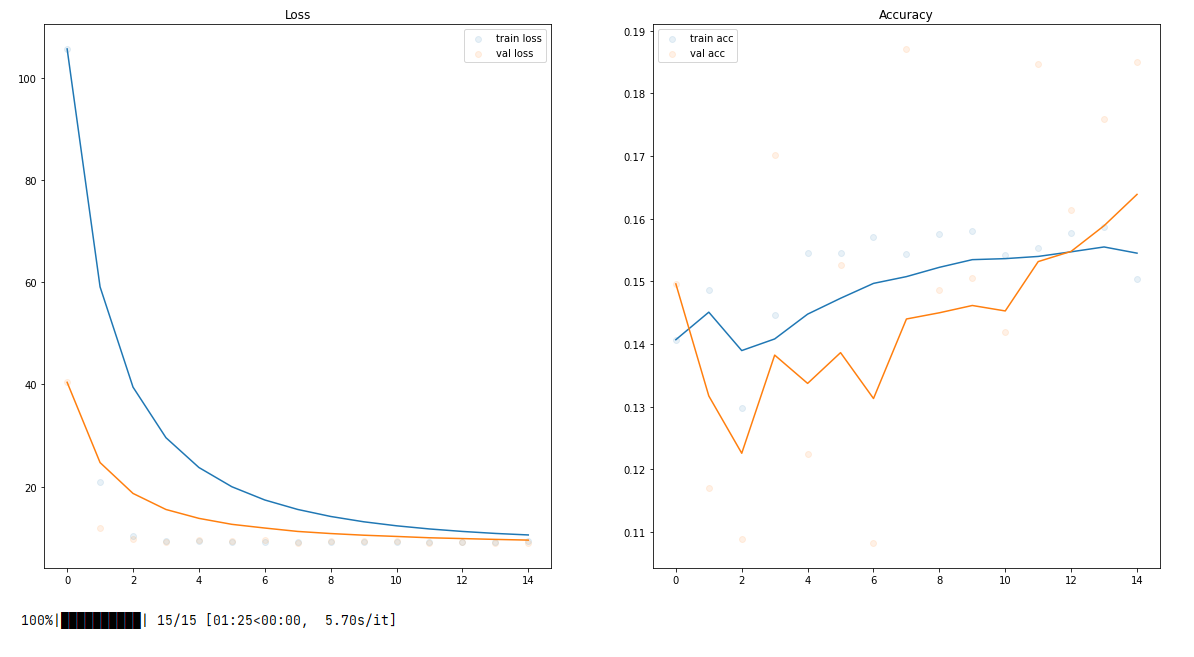 Loss
train loss
val loss
100
80
60
40
20
0 2 4 6 8 10 12 14
Accuracy
train acc
val acc
0.19
0.18
0.17
0.16
0.15
0.14
0.13
0.12
0.11
0 2 4 6 8 10 12 14
100%|██████████| 15/15 [01:25<00:00,  5.70s/it]